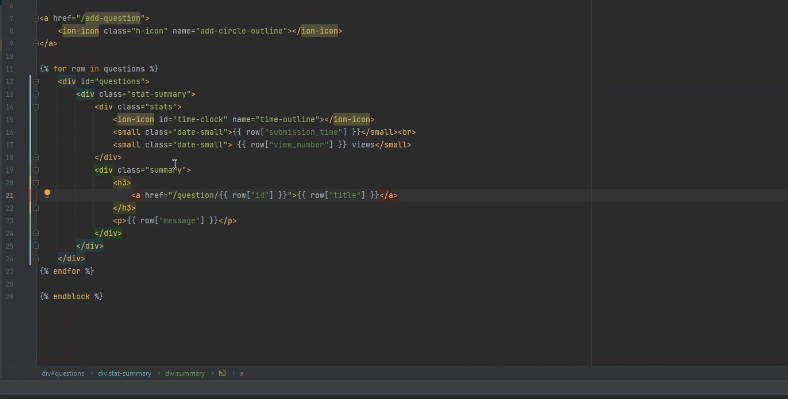 6
7 <a href="/add-question">
8 <ion-icon class="h-icon" name="add-circle-outline"></ion-icon>
9 </a>
10
11 {% for row in questions %}
12 <div id="questions">
13 <div class="stat-summary">
14 <div class="stats">
15 <ion-icon id="time-clock" name="time-outline"></ion-icon>
16 <small class="date-small">{{ row["submission_time"] }}</small><br>
17 <small class="date-small"> {{ row["view_number"] }} views</small>
18 </div>
19 <div class="summary">
20 <h3>
21 <a href="/question/{{ row["id"] }}">{{ row["title"] }}</a>
22 </h3>
23 <p>{{ row["message"] }}</p>
24 </div>
25 </div>
26 </div>
27 {% endfor %}
28
29 {% endblock %}
div#questions › div.stat-summary › div.summary › h3 › a